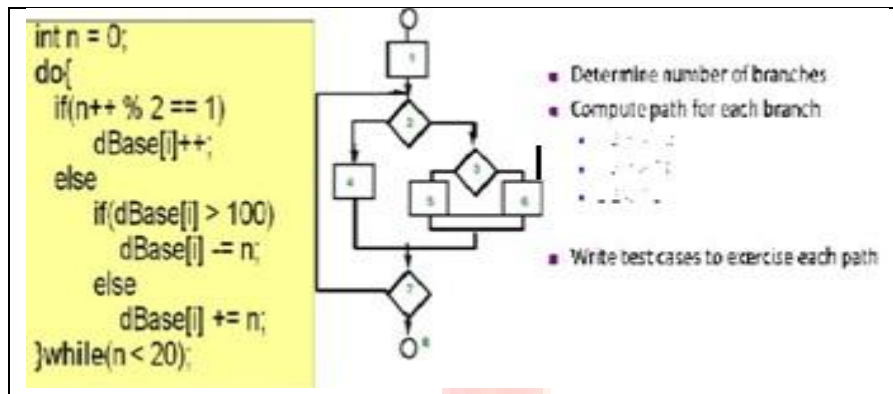 int n = 0;
do{
if(n++ % 2 == 1)
dBase[i]++;
else
if(dBase[i] > 100)
dBase[i] -= n;
else
dBase[i] += n;
}while(n < 20);
1
2
3
4
5
6
7
8
Determine number of branches
Compute path for each branch
Write test cases to exercise each path